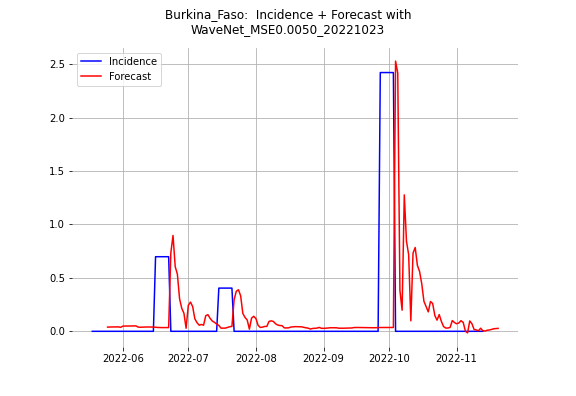 Burkina_Faso:  Incidence + Forecast with
WaveNet_MSE0.0050_20221023
Incidence
Forecast
2.5
2.0
1.5
1.0
0.5
0.0
2022-06 2022-07 2022-08 2022-09 2022-10 2022-11